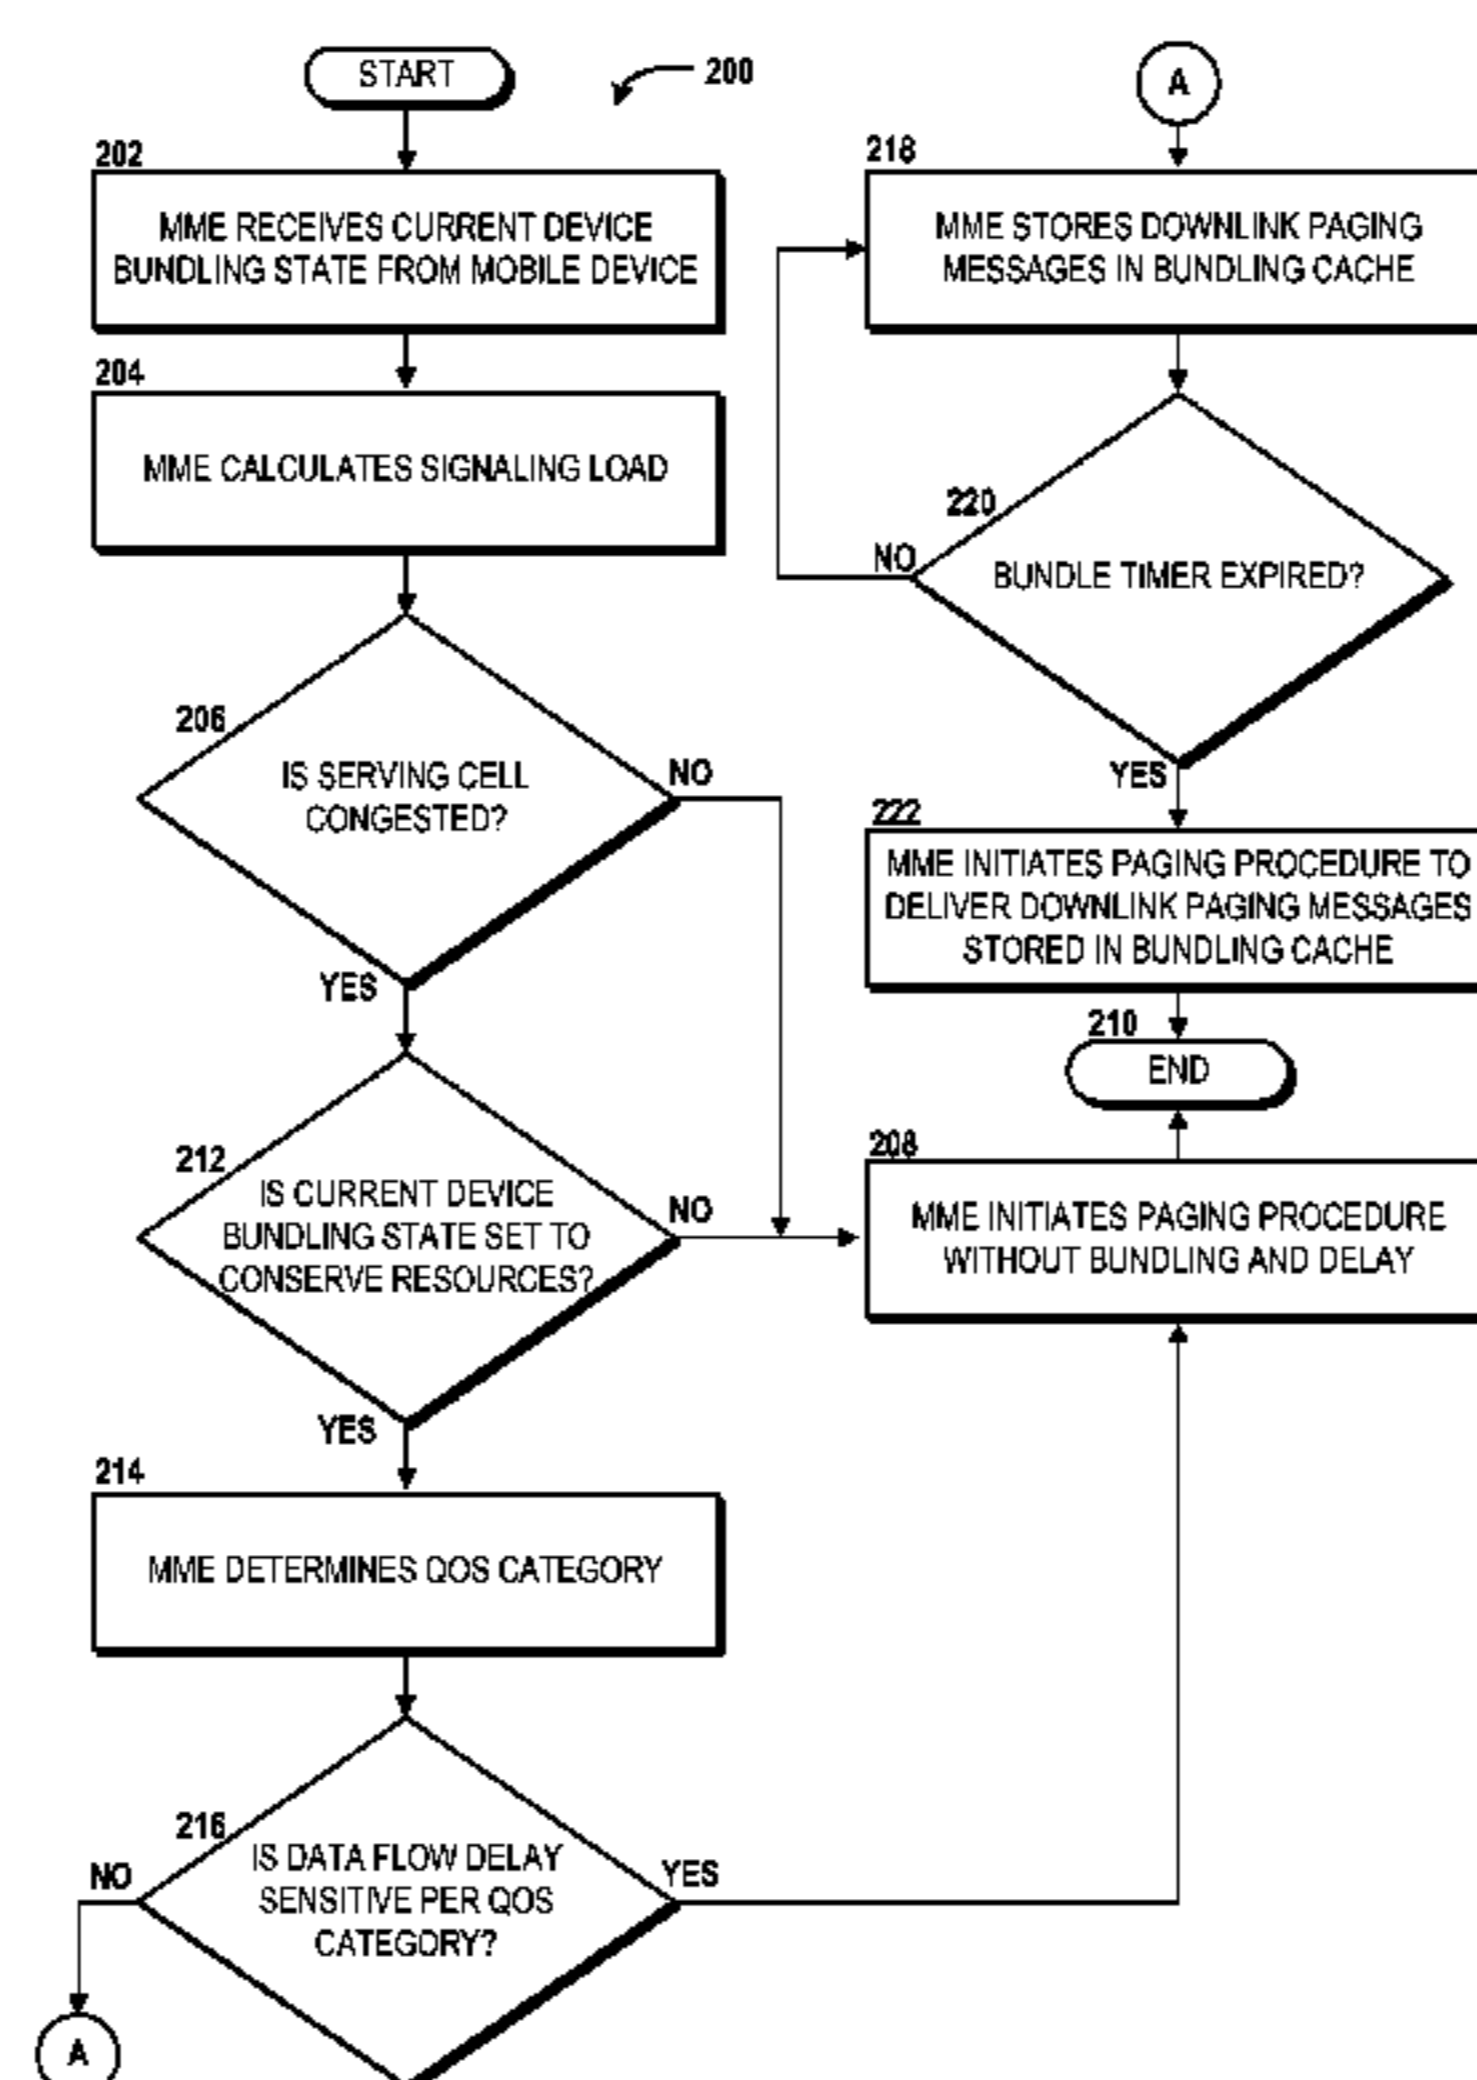 START
200
202
MME RECEIVES CURRENT DEVICE
BUNDLING STATE FROM MOBILE DEVICE
204
MME CALCULATES SIGNALING LOAD
206
IS SERVING CELL
CONGESTED?
NO
YES
212
IS CURRENT DEVICE
BUNDLING STATE SET TO
CONSERVE RESOURCES?
NO
YES
214
MME DETERMINES QOS CATEGORY
216
IS DATA FLOW DELAY
SENSITIVE PER QOS
CATEGORY?
NO
YES
A
A
218
MME STORES DOWNLINK PAGING
MESSAGES IN BUNDLING CACHE
220
BUNDLE TIMER EXPIRED?
NO
YES
222
MME INITIATES PAGING PROCEDURE TO
DELIVER DOWNLINK PAGING MESSAGES
STORED IN BUNDLING CACHE
210
END
208
MME INITIATES PAGING PROCEDURE
WITHOUT BUNDLING AND DELAY